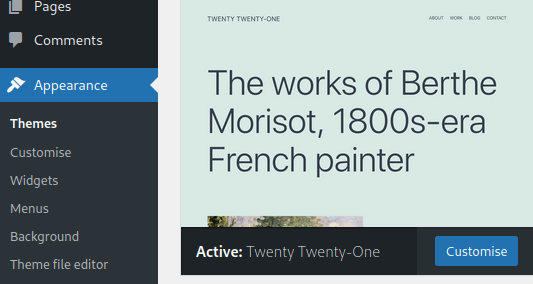 Pages
Comments
Appearance
Themes
Customise
Widgets
Menus
Background
Theme file editor
TWENTY TWENTY-ONE
ABOUT WORK BLOG CONTACT
The works of Berthe
Morisot, 1800s-era
French painter
Active: Twenty Twenty-One
Customise